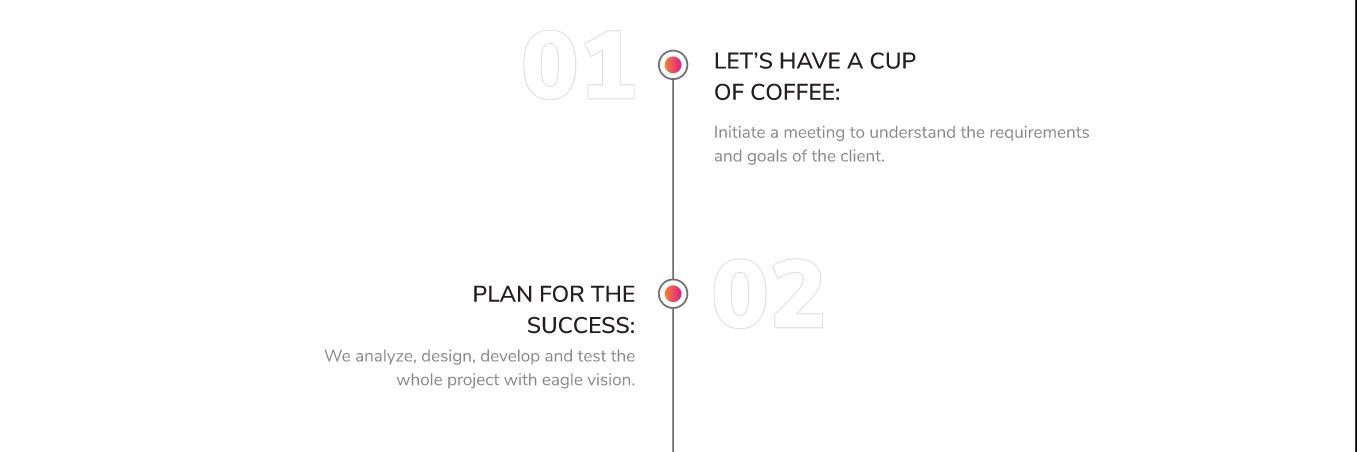 01
LET’S HAVE A CUP
OF COFFEE:
Initiate a meeting to understand the requirements
and goals of the client.
02
PLAN FOR THE
SUCCESS:
We analyze, design, develop and test the
whole project with eagle vision.